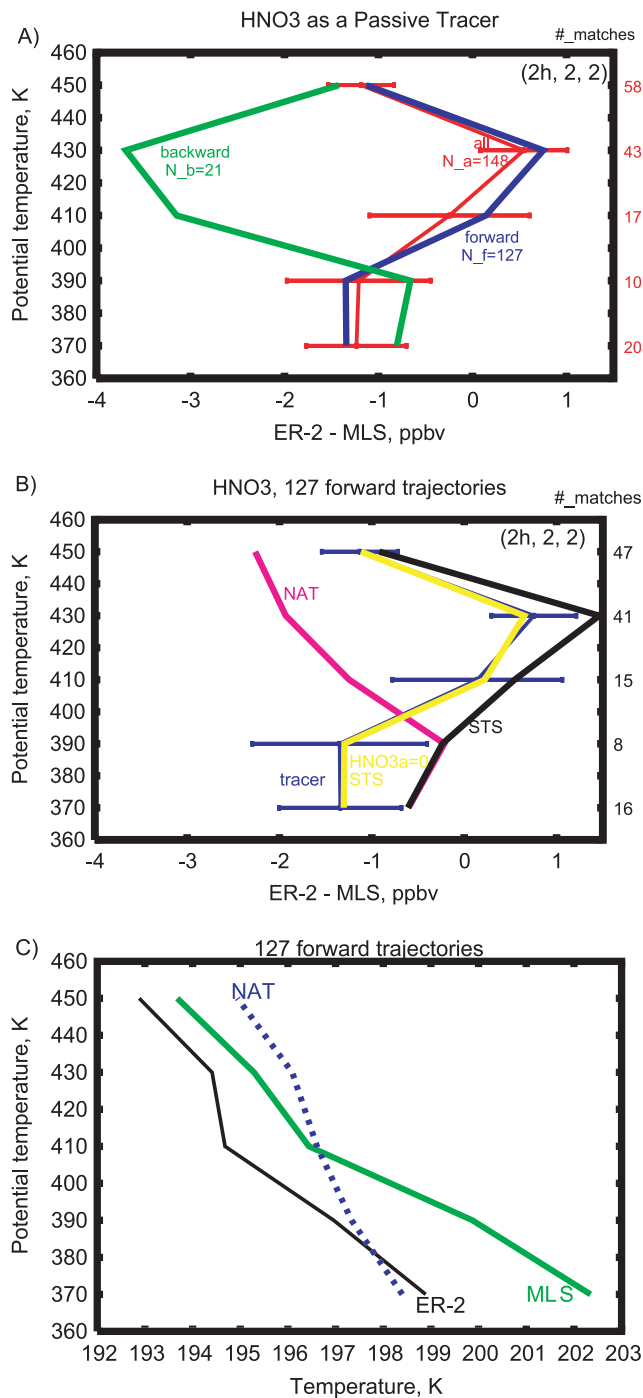 A)
HNO3 as a Passive Tracer
#_matches
460
450
440
430
420
410
400
390
380
370
360
Potential temperature, K
(2h, 2, 2)
58
43
17
10
20
backward
N_b=21
all
N_a=148
forward
N_f=127
-4
-3
-2
-1
0
1
ER-2 - MLS, ppbv
B)
HNO3, 127 forward trajectories
#_matches
460
450
440
430
420
410
400
390
380
370
360
Potential temperature, K
(2h, 2, 2)
47
41
15
8
16
NAT
STS
HNO3a=0
STS
tracer
-4
-3
-2
-1
0
1
ER-2 - MLS, ppbv
C)
127 forward trajectories
460
450
440
430
420
410
400
390
380
370
360
Potential temperature, K
NAT
ER-2
MLS
192
193
194
195
196
197
198
199
200
201
202
203
Temperature, K